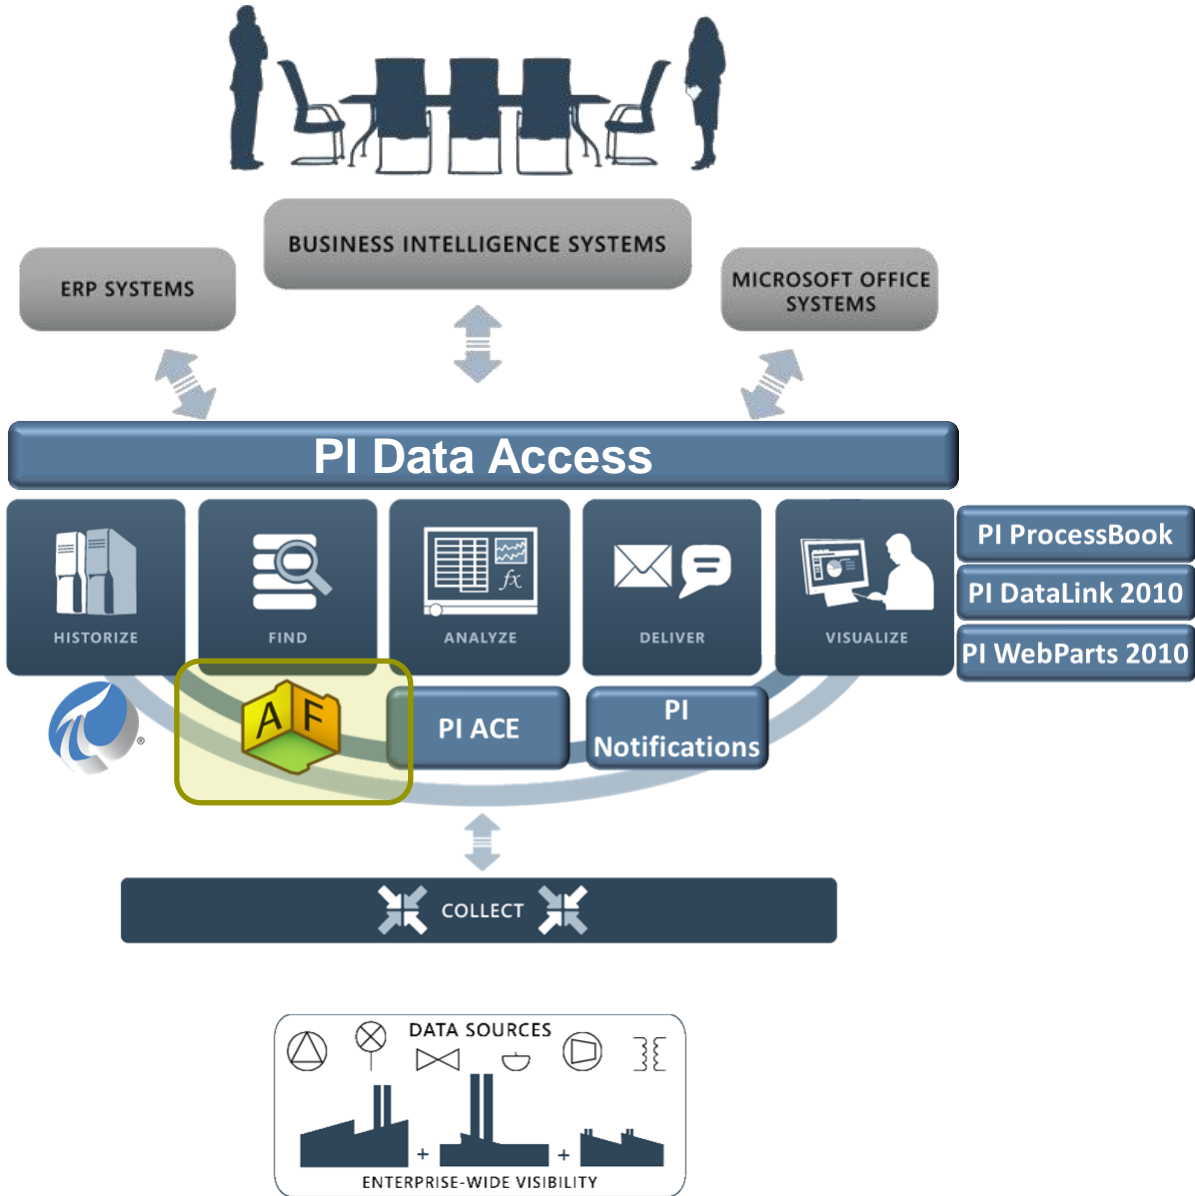 BUSINESS INTELLIGENCE SYSTEMS
ERP SYSTEMS
MICROSOFT OFFICE
SYSTEMS
PI Data Access
HISTORIZE
FIND
ANALYZE
fx
DELIVER
VISUALIZE
PI ProcessBook
PI DataLink 2010
PI WebParts 2010
®
A F
PI ACE
PI
Notifications
COLLECT
DATA SOURCES
+ +
ENTERPRISE-WIDE VISIBILITY